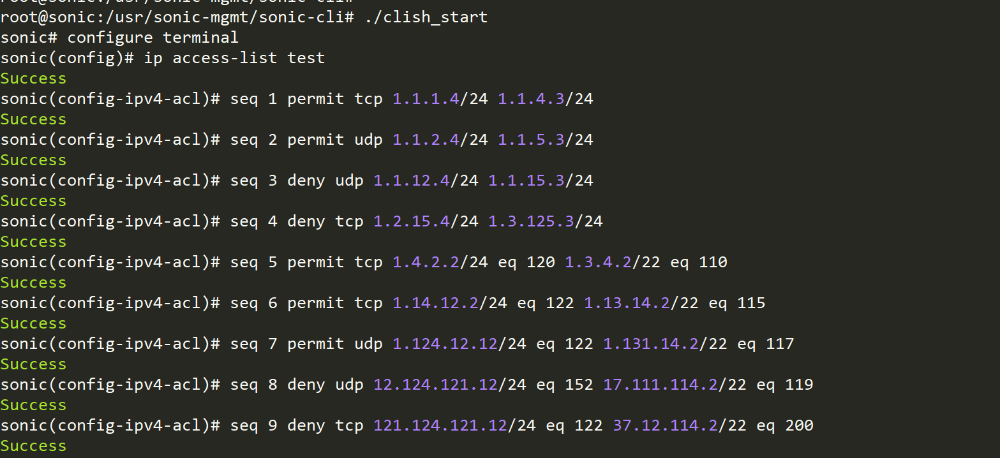 root@sonic:/usr/sonic-mgmt/sonic-cli#
root@sonic:/usr/sonic-mgmt/sonic-cli# ./clish_start
sonic# configure terminal
sonic(config)# ip access-list test
Success
sonic(config-ipv4-acl)# seq 1 permit tcp 1.1.1.4/24 1.1.4.3/24
Success
sonic(config-ipv4-acl)# seq 2 permit udp 1.1.2.4/24 1.1.5.3/24
Success
sonic(config-ipv4-acl)# seq 3 deny udp 1.1.12.4/24 1.1.15.3/24
Success
sonic(config-ipv4-acl)# seq 4 deny tcp 1.2.15.4/24 1.3.125.3/24
Success
sonic(config-ipv4-acl)# seq 5 permit tcp 1.4.2.2/24 eq 120 1.3.4.2/22 eq 110
Success
sonic(config-ipv4-acl)# seq 6 permit tcp 1.14.12.2/24 eq 122 1.13.14.2/22 eq 115
Success
sonic(config-ipv4-acl)# seq 7 permit udp 1.124.12.12/24 eq 122 1.131.14.2/22 eq 117
Success
sonic(config-ipv4-acl)# seq 8 deny udp 12.124.121.12/24 eq 152 17.111.114.2/22 eq 119
Success
sonic(config-ipv4-acl)# seq 9 deny tcp 121.124.121.12/24 eq 122 37.12.114.2/22 eq 200
Success